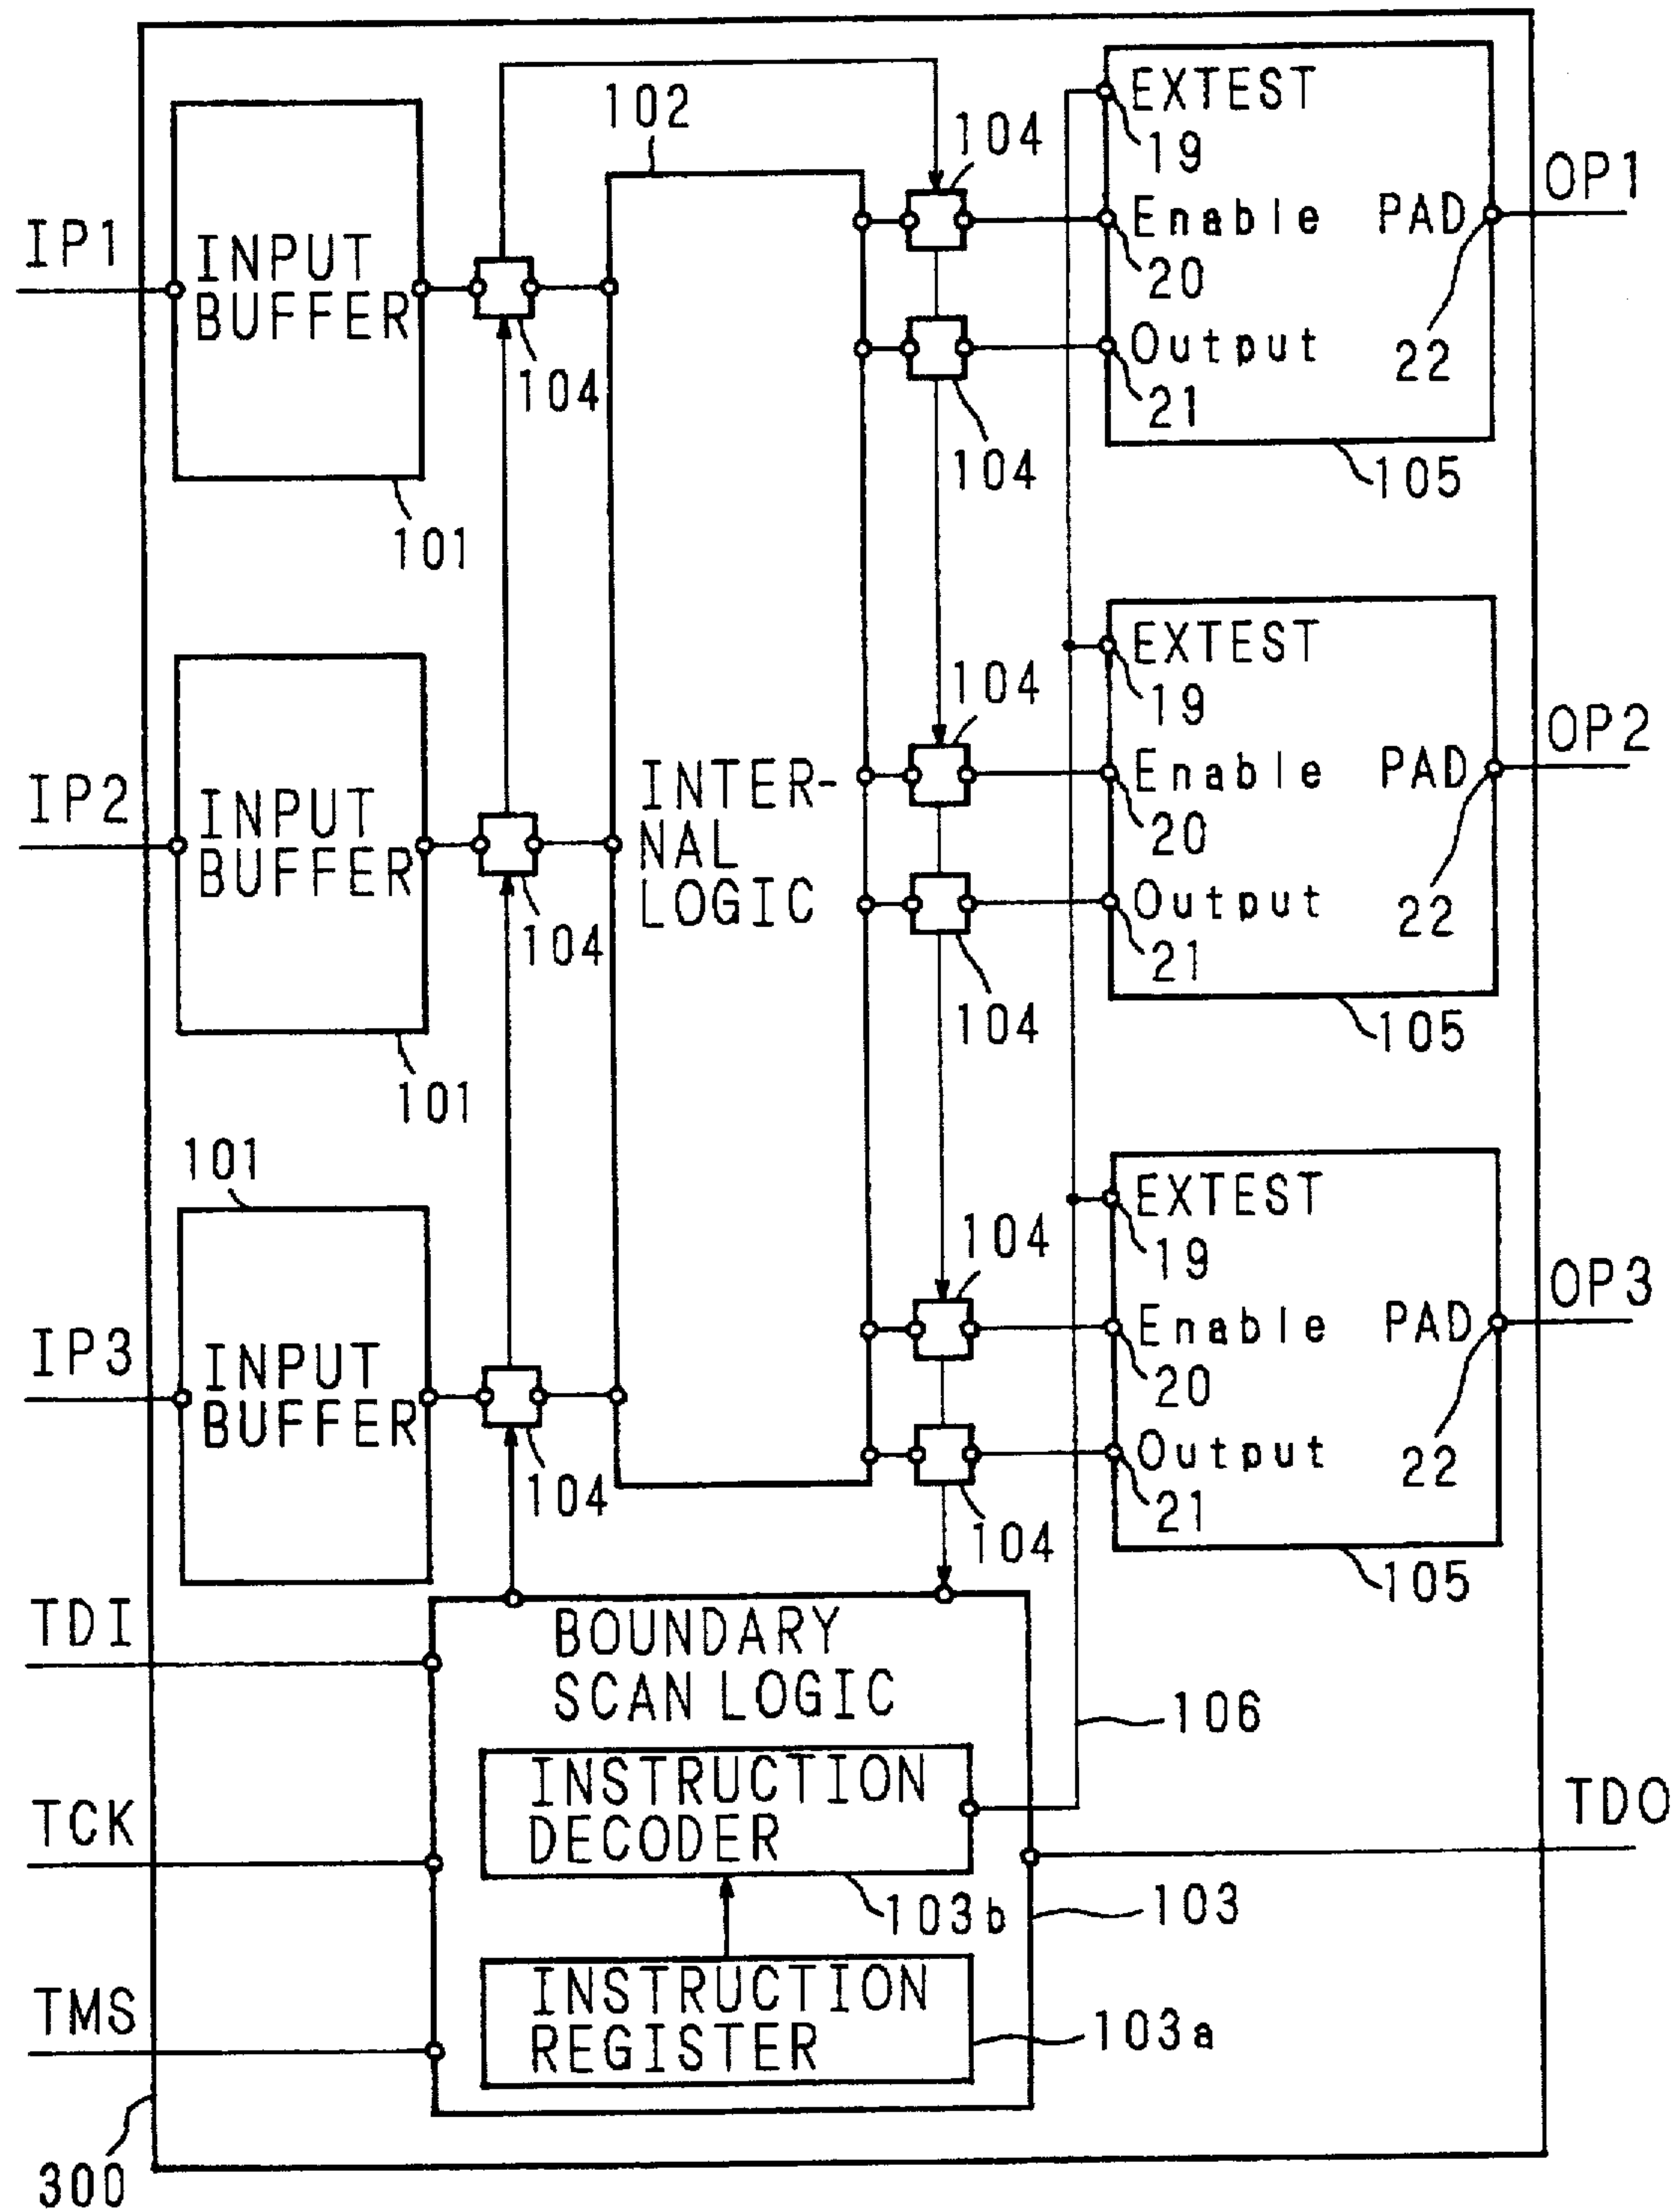 102
104
EXTEST
19
OP1
IP1
INPUT
BUFFER
Enable
PAD
20
104
Output
22
21
104
105
101
EXTEST
104
19
OP2
IP2
INPUT
BUFFER
INTER-
NAL
LOGIC
Enable
PAD
20
104
Output
22
21
104
105
101
101
EXTEST
104
19
OP3
IP3
INPUT
BUFFER
Enable
PAD
20
104
Output
22
21
104
105
TDI
BOUNDARY
SCAN LOGIC
106
TCK
INSTRUCTION
DECODER
TDO
103b
103
TMS
INSTRUCTION
REGISTER
103a
300